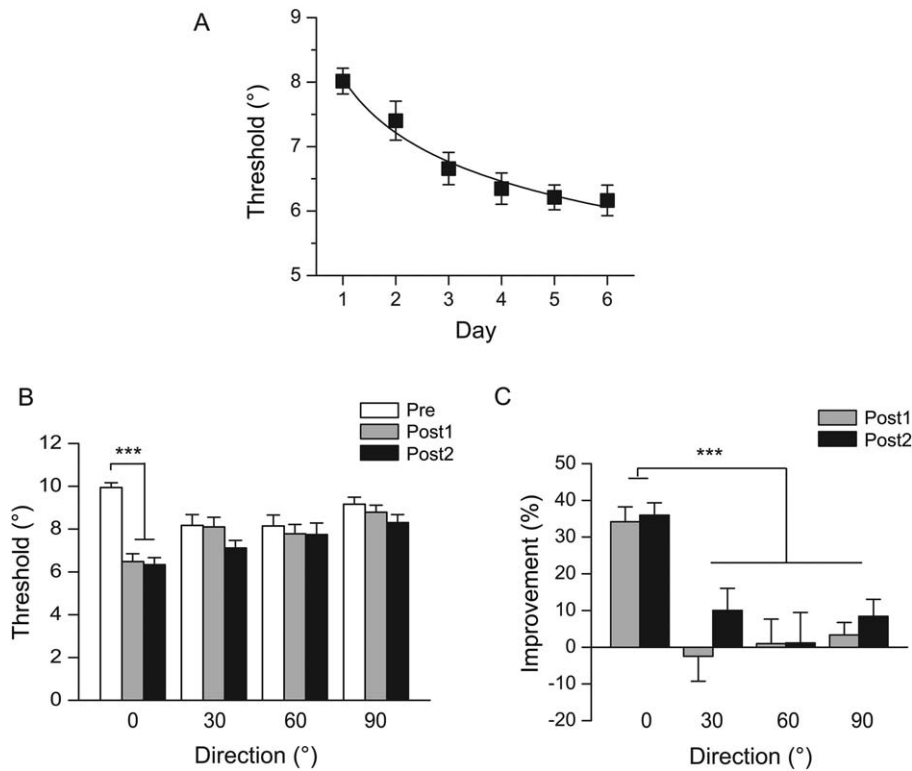 A
9
8
7
6
5
Threshold (°)
1 2 3 4 5 6
Day
B
Pre
Post1
Post2
12
10
8
6
4
2
0
Threshold (°)
***
0 30 60 90
Direction (°)
C
Post1
Post2
50
40
30
20
10
0
-10
-20
Improvement (%)
***
0 30 60 90
Direction (°)